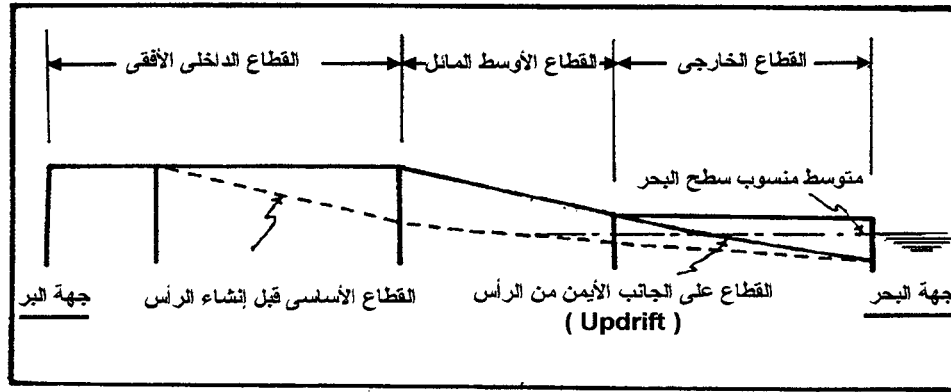 القطاع الخارجى
القطاع الأوسط المائل
القطاع الداخلى الأفقى
متوسط منسوب سطح البحر
جهة البحر
القطاع على الجانب الأيمن من الرأس
( Updrift )
القطاع الأساسى قبل إنشاء الرأس
جهة البر